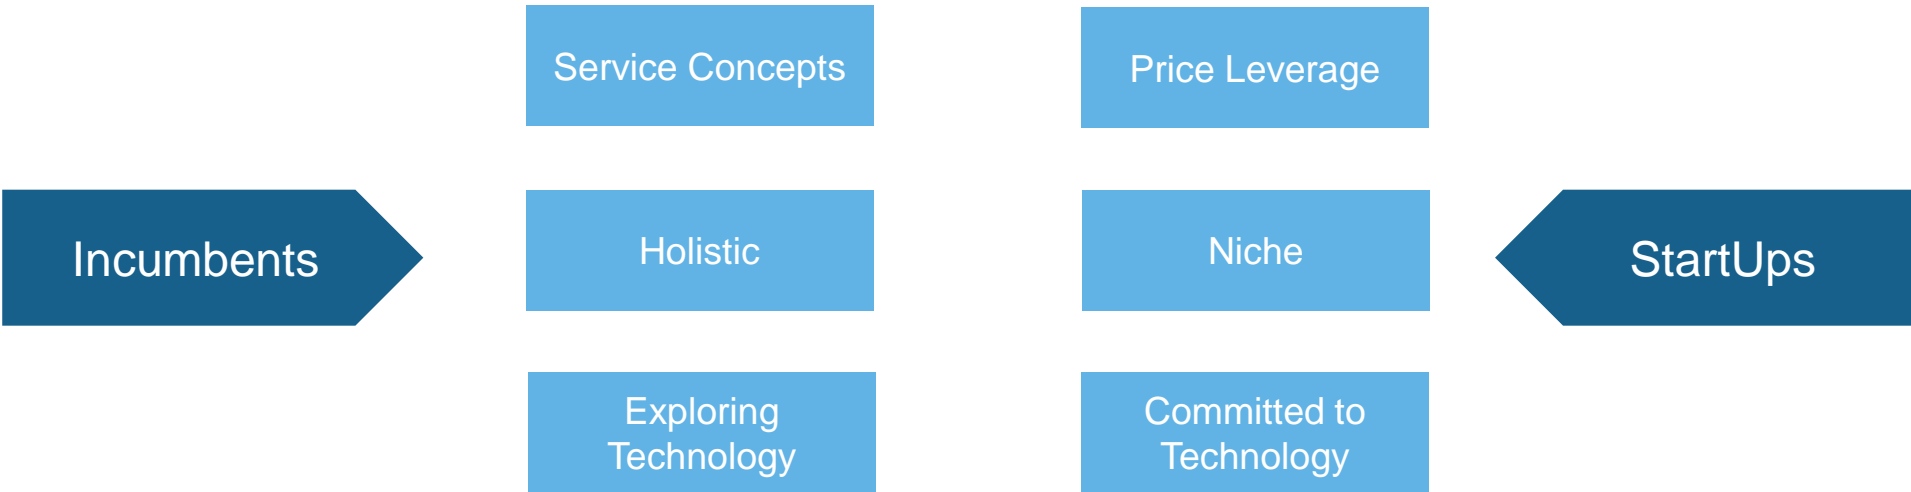 Service Concepts
Price Leverage
Incumbents
Holistic
Niche
StartUps
Exploring
Technology
Committed to
Technology